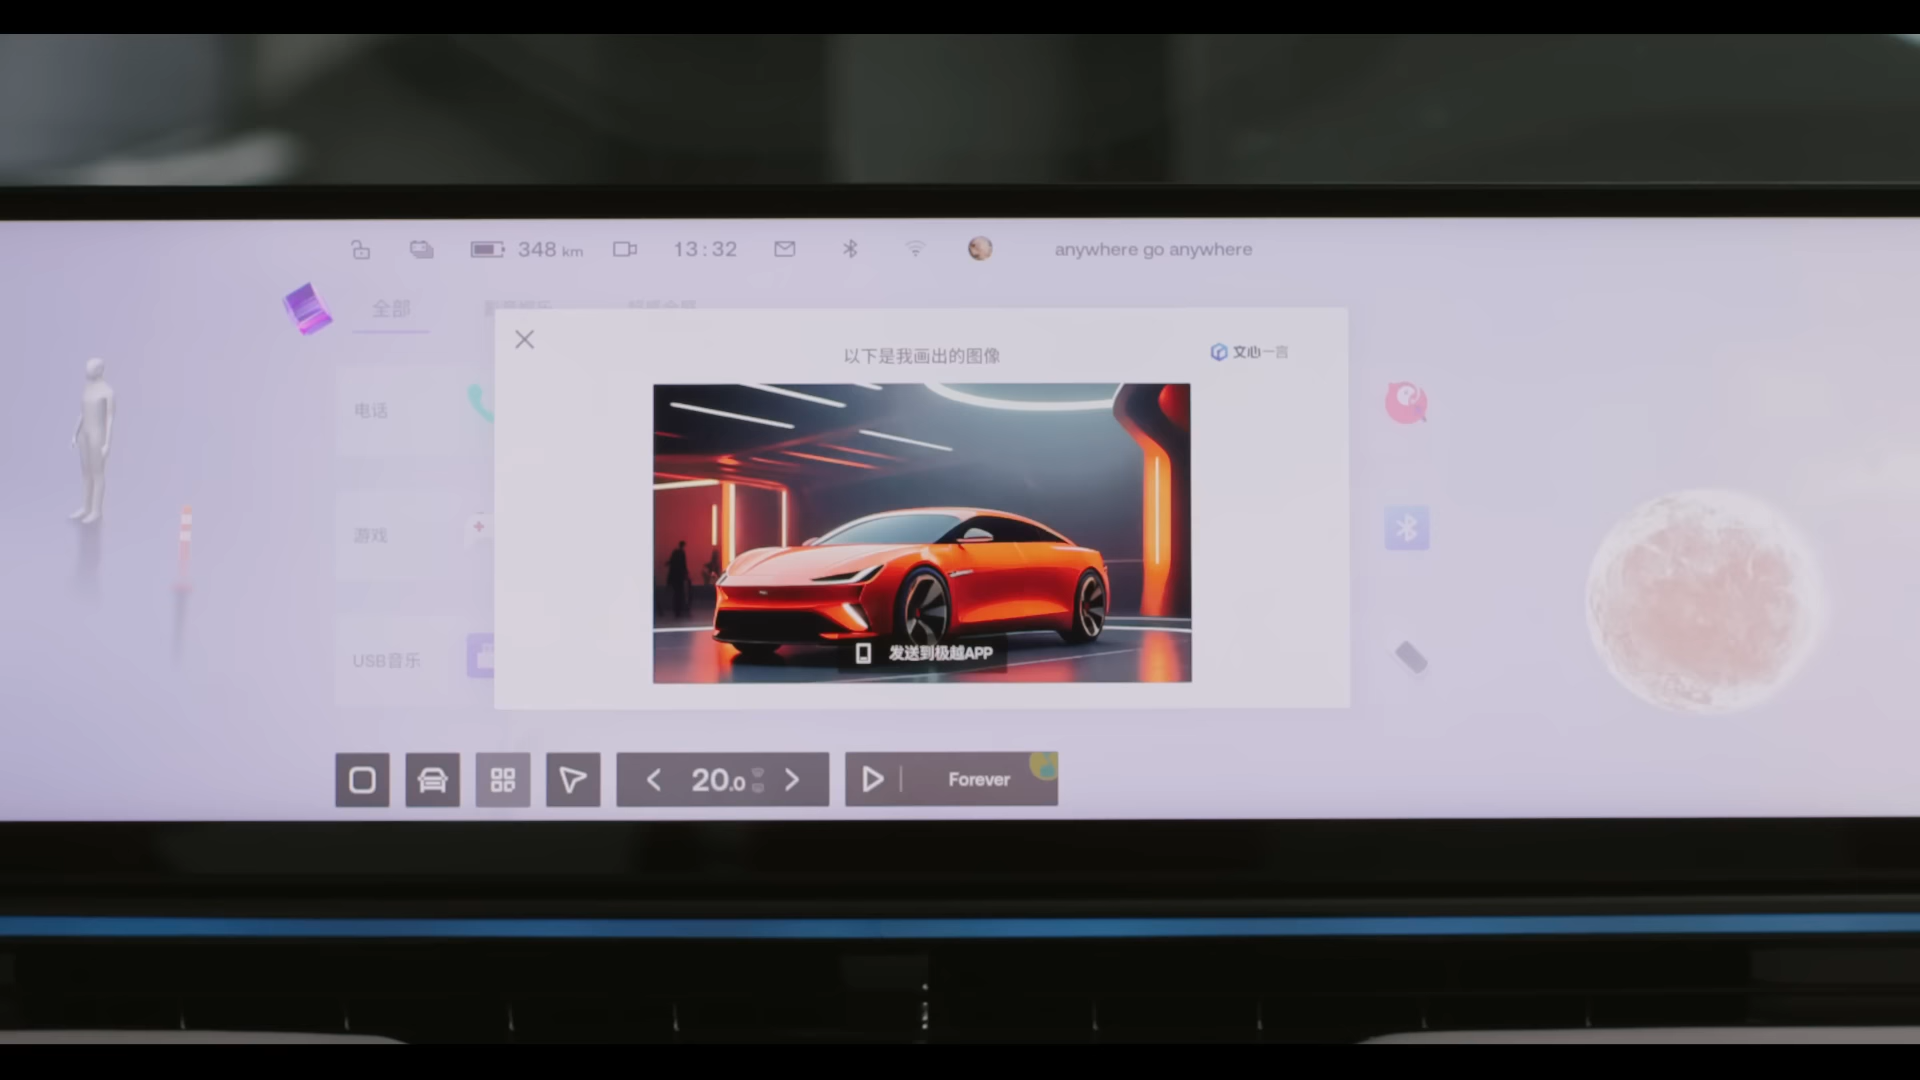 348 km
13:32
anywhere go anywhere
全部
以下是我画出的图像
文心一言
电话
游戏
USB音乐
发送到极越APP
20.0
Forever